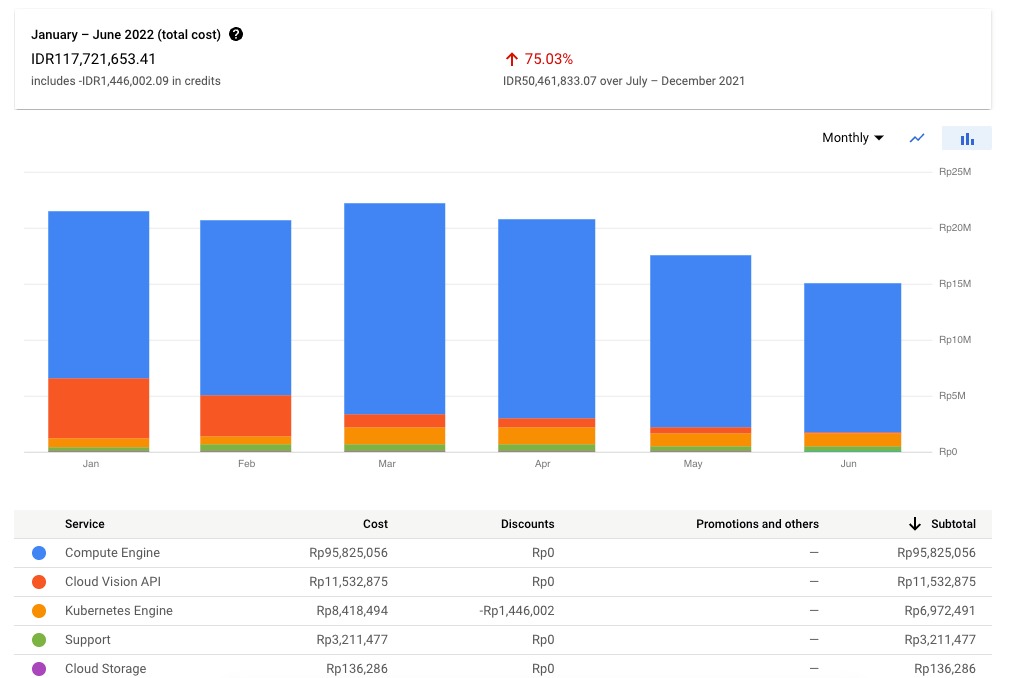 January – June 2022 (total cost) ?
IDR117,721,653.41
includes -IDR1,446,002.09 in credits
75.03%
IDR50,461,833.07 over July – December 2021
Monthly
Rp25M
Rp20M
Rp15M
Rp10M
Rp5M
Rp0
Jan Feb Mar Apr May Jun
Service Cost Discounts Promotions and others Subtotal
Compute Engine Rp95,825,056 Rp0 — Rp95,825,056
Cloud Vision API Rp11,532,875 Rp0 — Rp11,532,875
Kubernetes Engine Rp8,418,494 -Rp1,446,002 — Rp6,972,491
Support Rp3,211,477 Rp0 — Rp3,211,477
Cloud Storage Rp136,286 Rp0 — Rp136,286